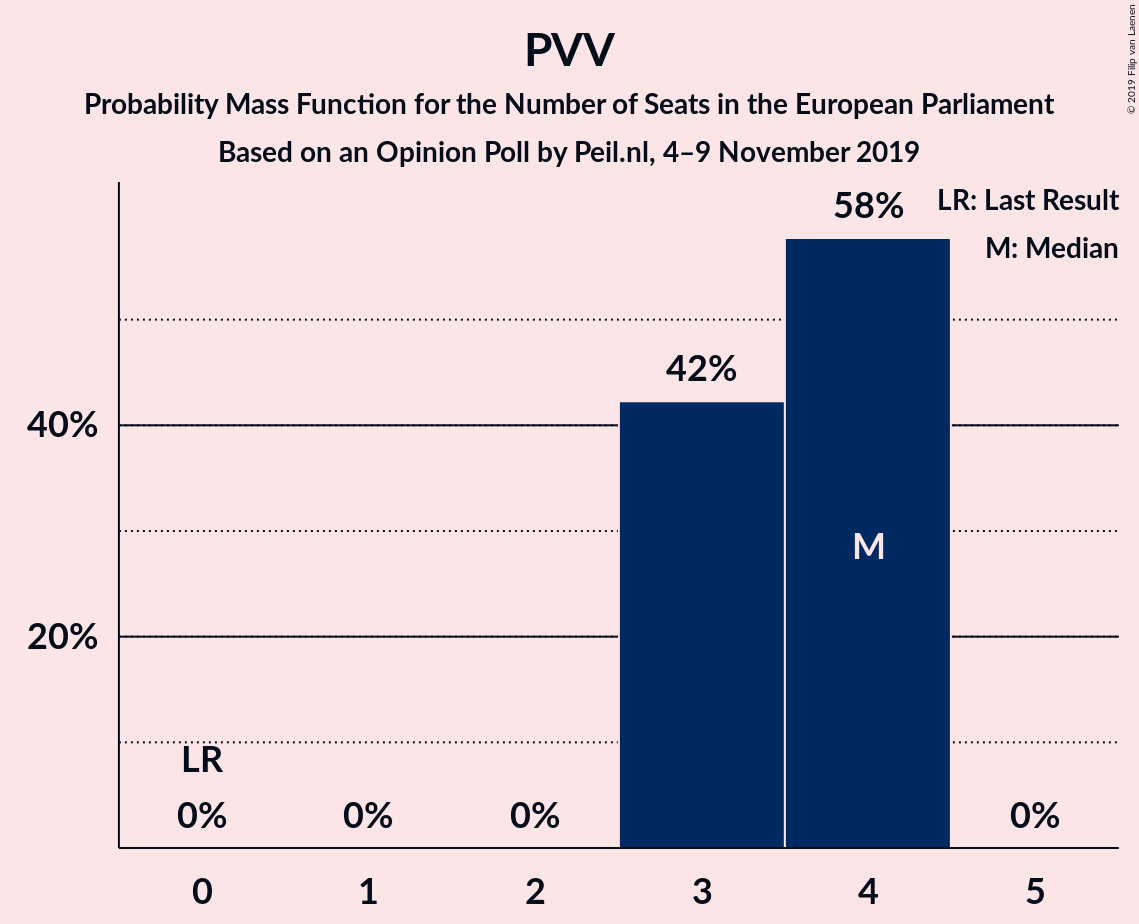 PVV
Probability Mass Function for the Number of Seats in the European Parliament
Based on an Opinion Poll by Peil.nl, 4–9 November 2019
© 2019 Filip van Laenen
LR: Last Result
M: Median
58%
42%
40%
20%
M
LR
0%
0%
0%
0%
0
1
2
3
4
5